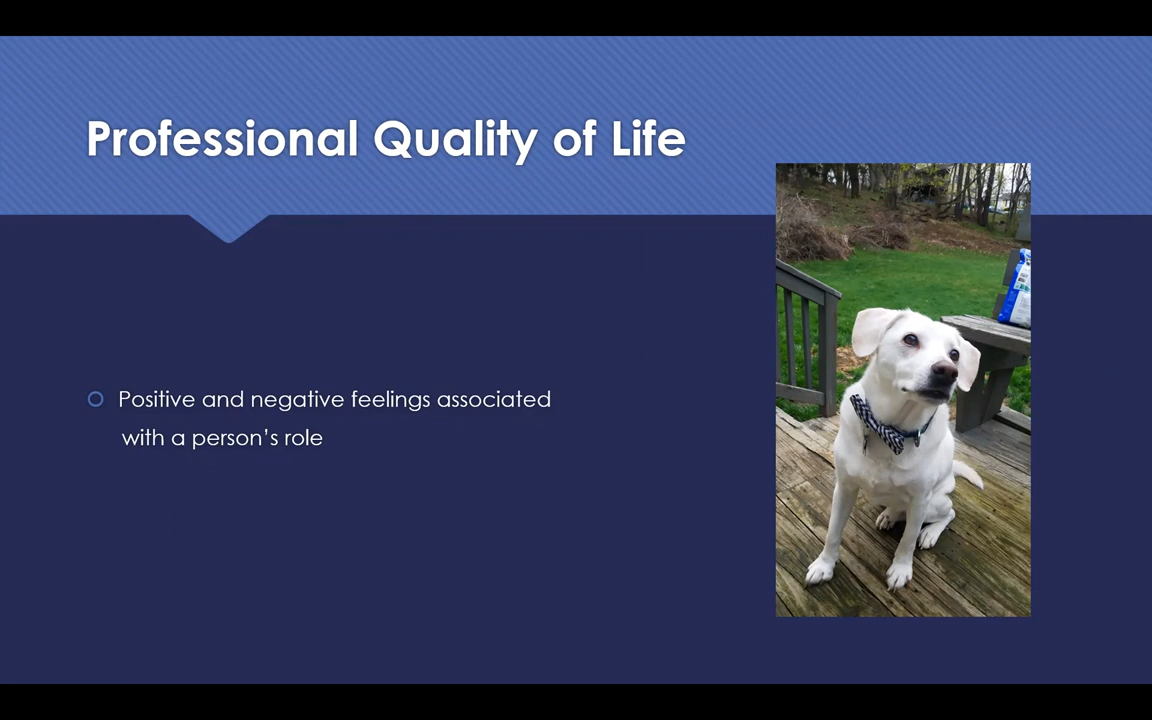 Professional Quality of Life
Positive and negative feelings associated
with a person's role